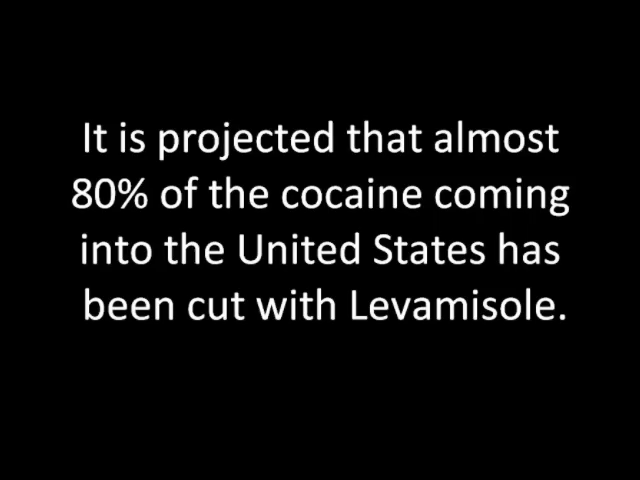 It is projected that almost
80% of the cocaine coming
into the United States has
been cut with Levamisole.